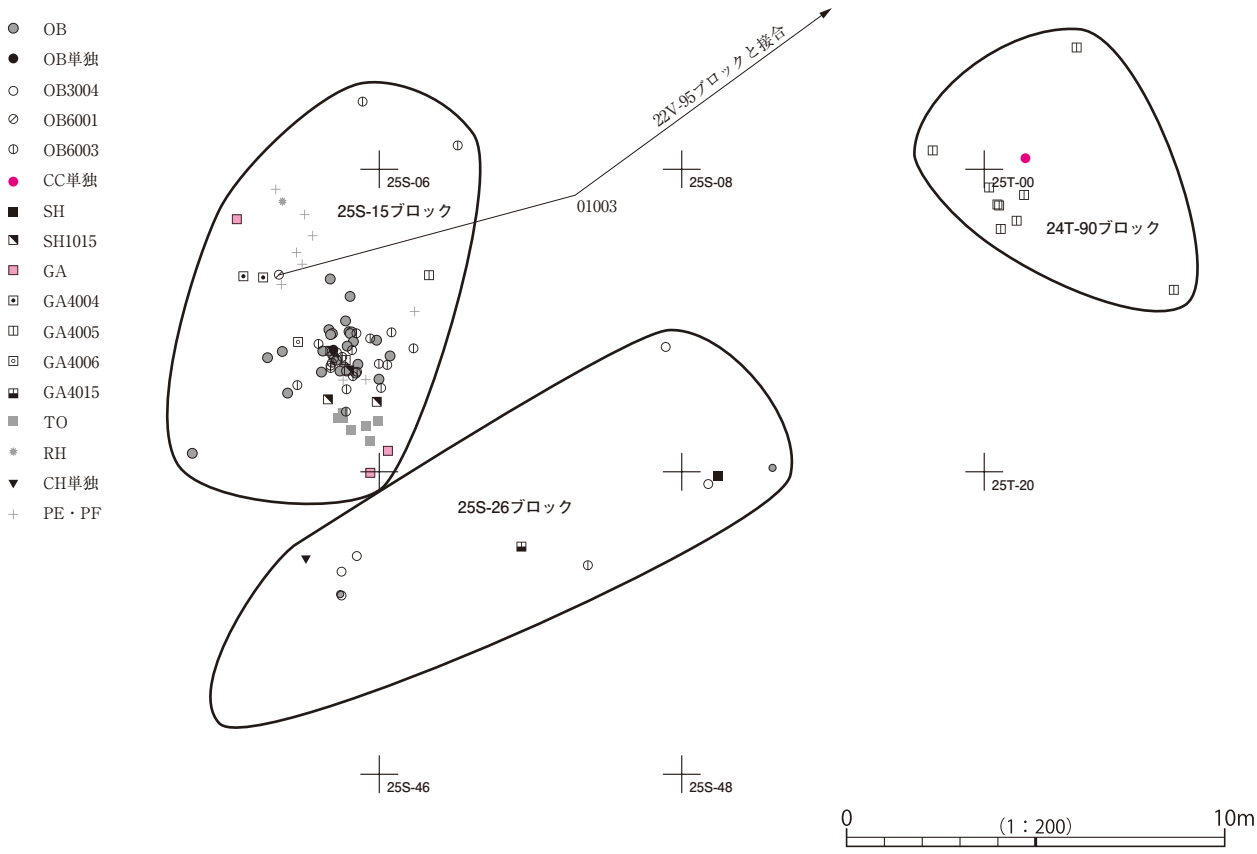 OB
OB単独
OB3004
OB6001
OB6003
CC単独
SH
SH1015
GA
GA4004
GA4005
GA4006
GA4015
TO
RH
CH単独
PE・PF
22V-95ブロックと接合
25S-06
25S-08
25T-00
25S-15ブロック
01003
24T-90ブロック
25T-20
25S-26ブロック
25S-46
25S-48
0 (1：200) 10m